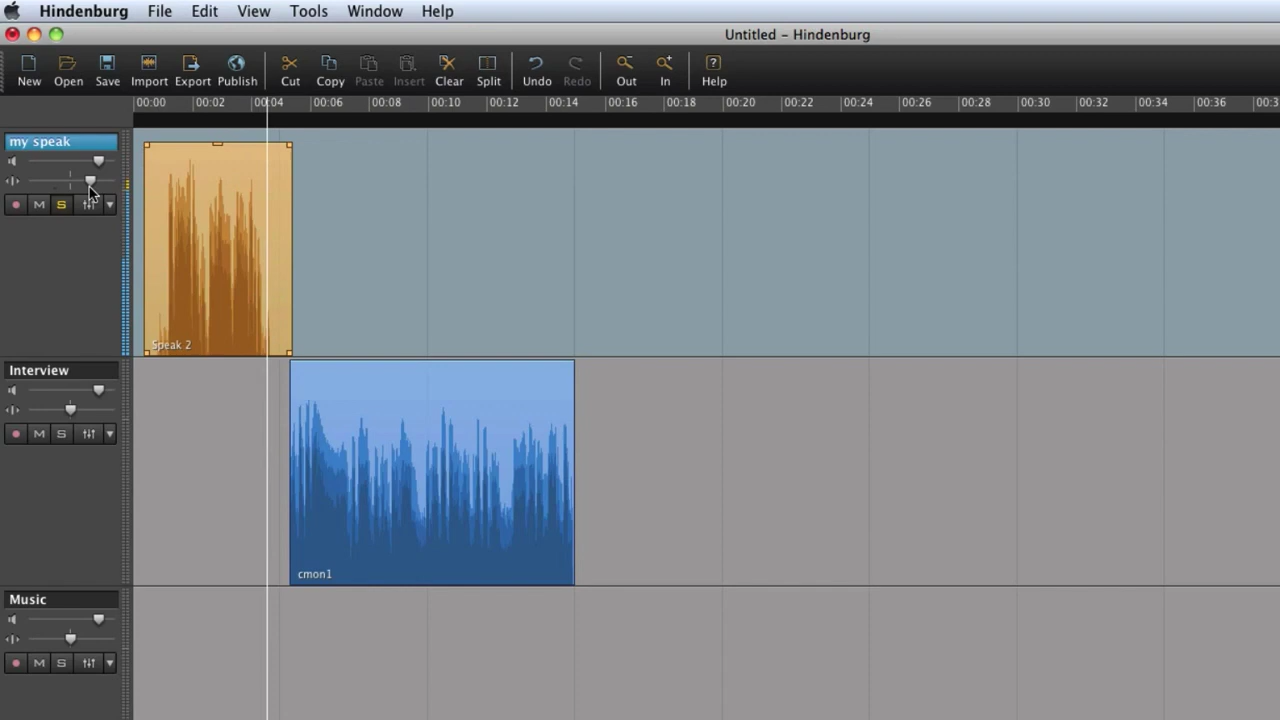 Hindenburg File Edit View Tools Window Help
Untitled – Hindenburg
New Open Save Import Export Publish Cut Copy Paste Insert Clear Split Undo Redo Out In Help
00:00 00:02 00:04 00:06 00:08 00:10 00:12 00:14 00:16 00:18 00:20 00:22 00:24 00:26 00:28 00:30 00:32 00:34 00:36
my speak
M S
Speak 2
Interview
M S
cmon1
Music
M S